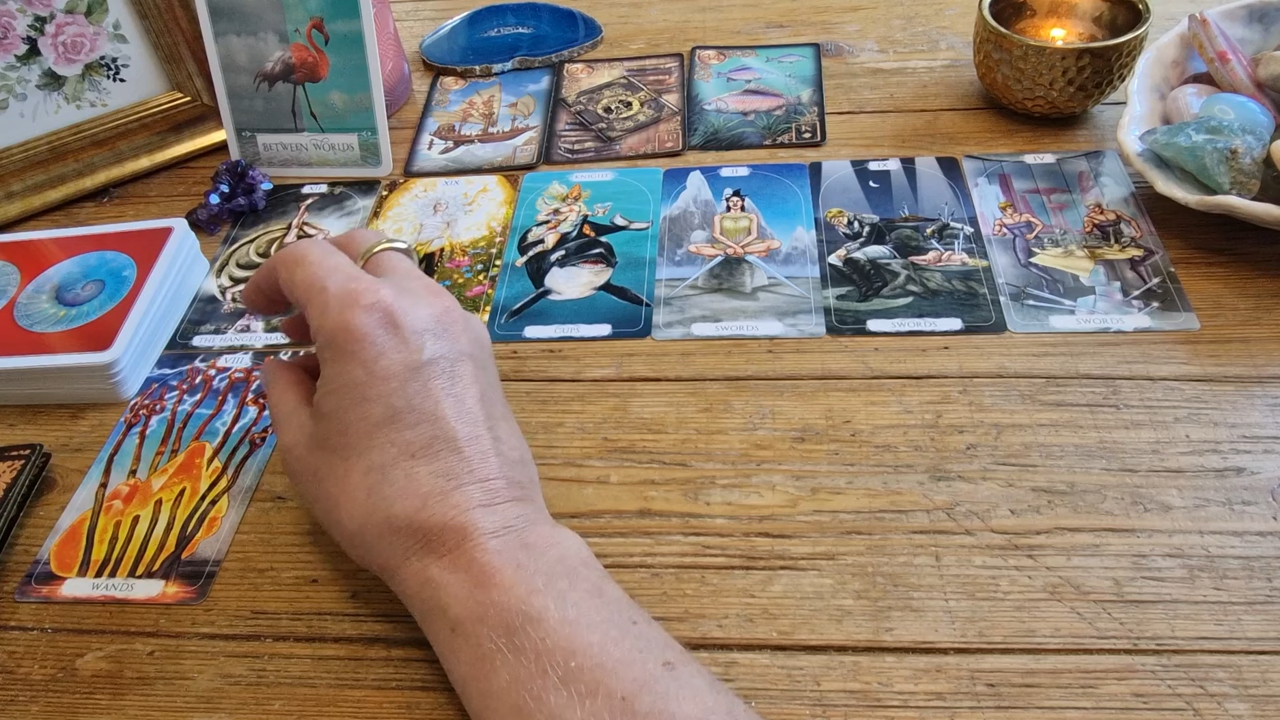 BETWEEN WORLDS
XII
XIX
KNIGHT
II
IX
IV
THE HANGED MAN
CUPS
SWORDS
SWORDS
SWORDS
VIII
WANDS